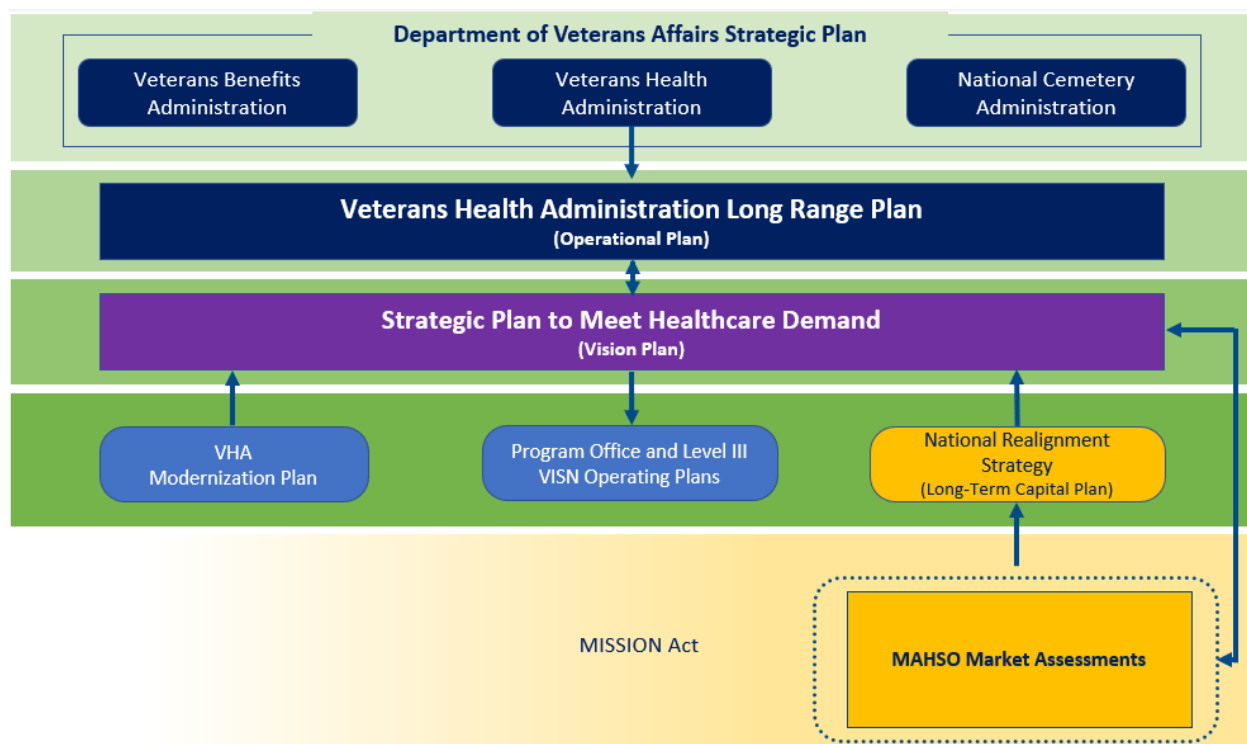 Department of Veterans Affairs Strategic Plan
Veterans Benefits
Administration
Veterans Health
Administration
National Cemetery
Administration
Veterans Health Administration Long Range Plan
(Operational Plan)
Strategic Plan to Meet Healthcare Demand
(Vision Plan)
VHA
Modernization Plan
Program Office and Level III
VISN Operating Plans
National Realignment
Strategy
(Long-Term Capital Plan)
MISSION Act
MAHSO Market Assessments